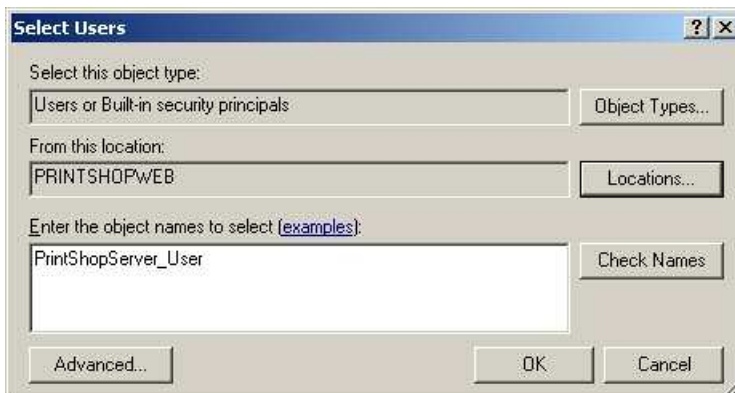 Select Users
Select this object type:
Users or Built-in security principals
Object Types...
From this location:
PRINTSHOPWEB
Locations...
Enter the object names to select (examples):
PrintShopServer_User
Check Names
Advanced...
OK
Cancel